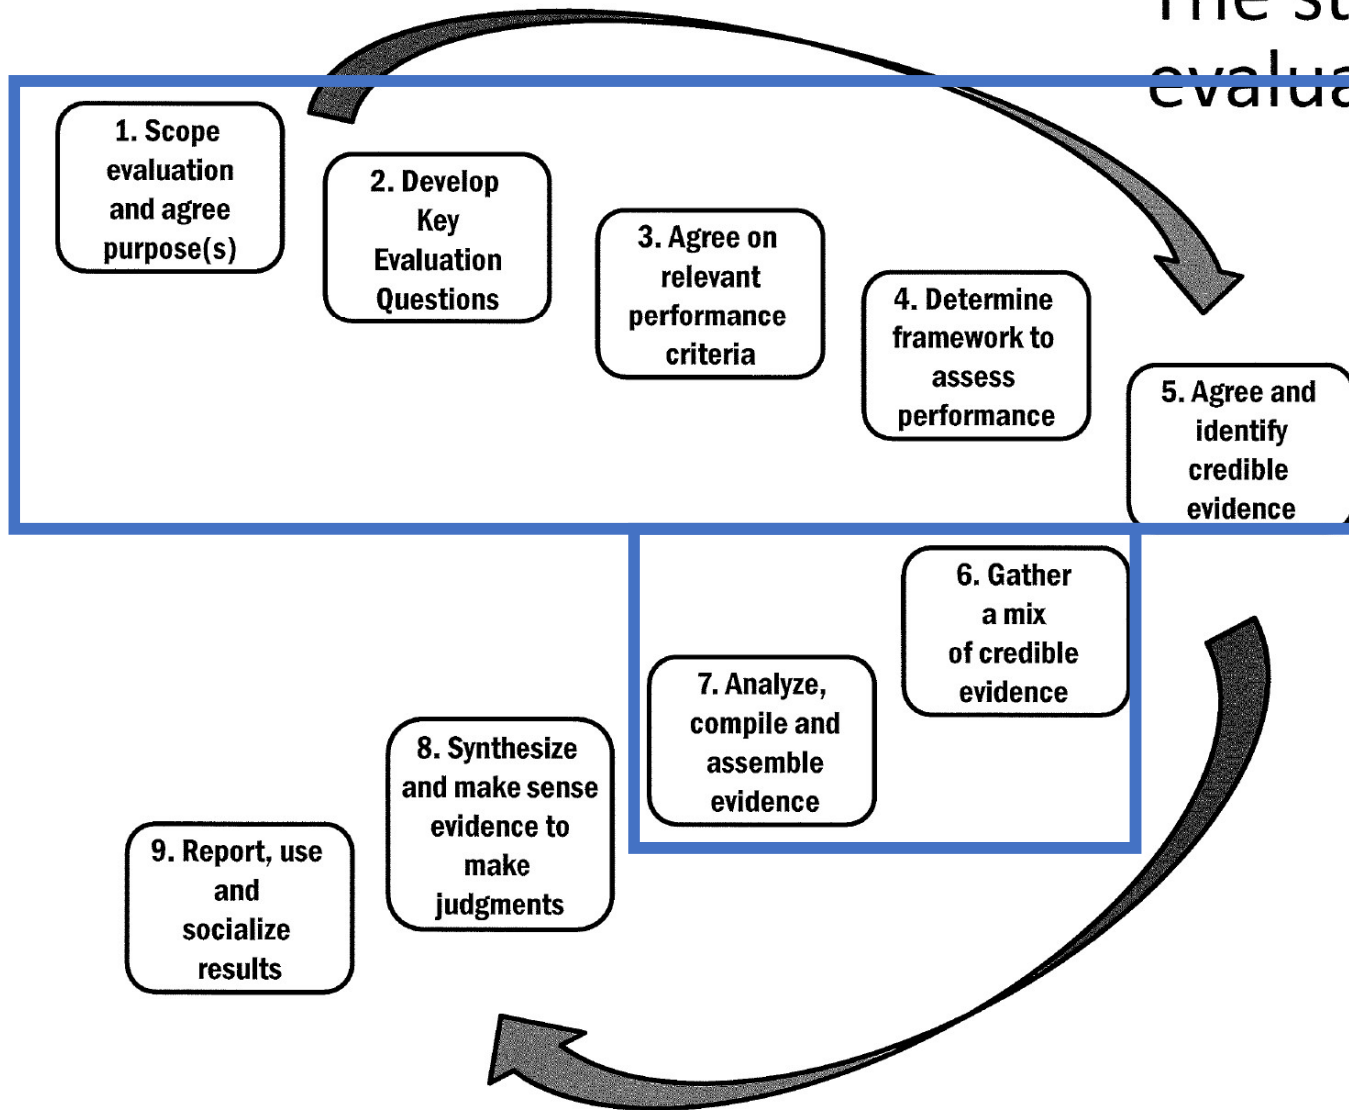 1. Scope
evaluation
and agree
purpose(s)
2. Develop
Key
Evaluation
Questions
3. Agree on
relevant
performance
criteria
4. Determine
framework to
assess
performance
5. Agree and
identify
credible
evidence
6. Gather
a mix
of credible
evidence
7. Analyze,
compile and
assemble
evidence
8. Synthesize
and make sense
evidence to
make
judgments
9. Report, use
and
socialize
results